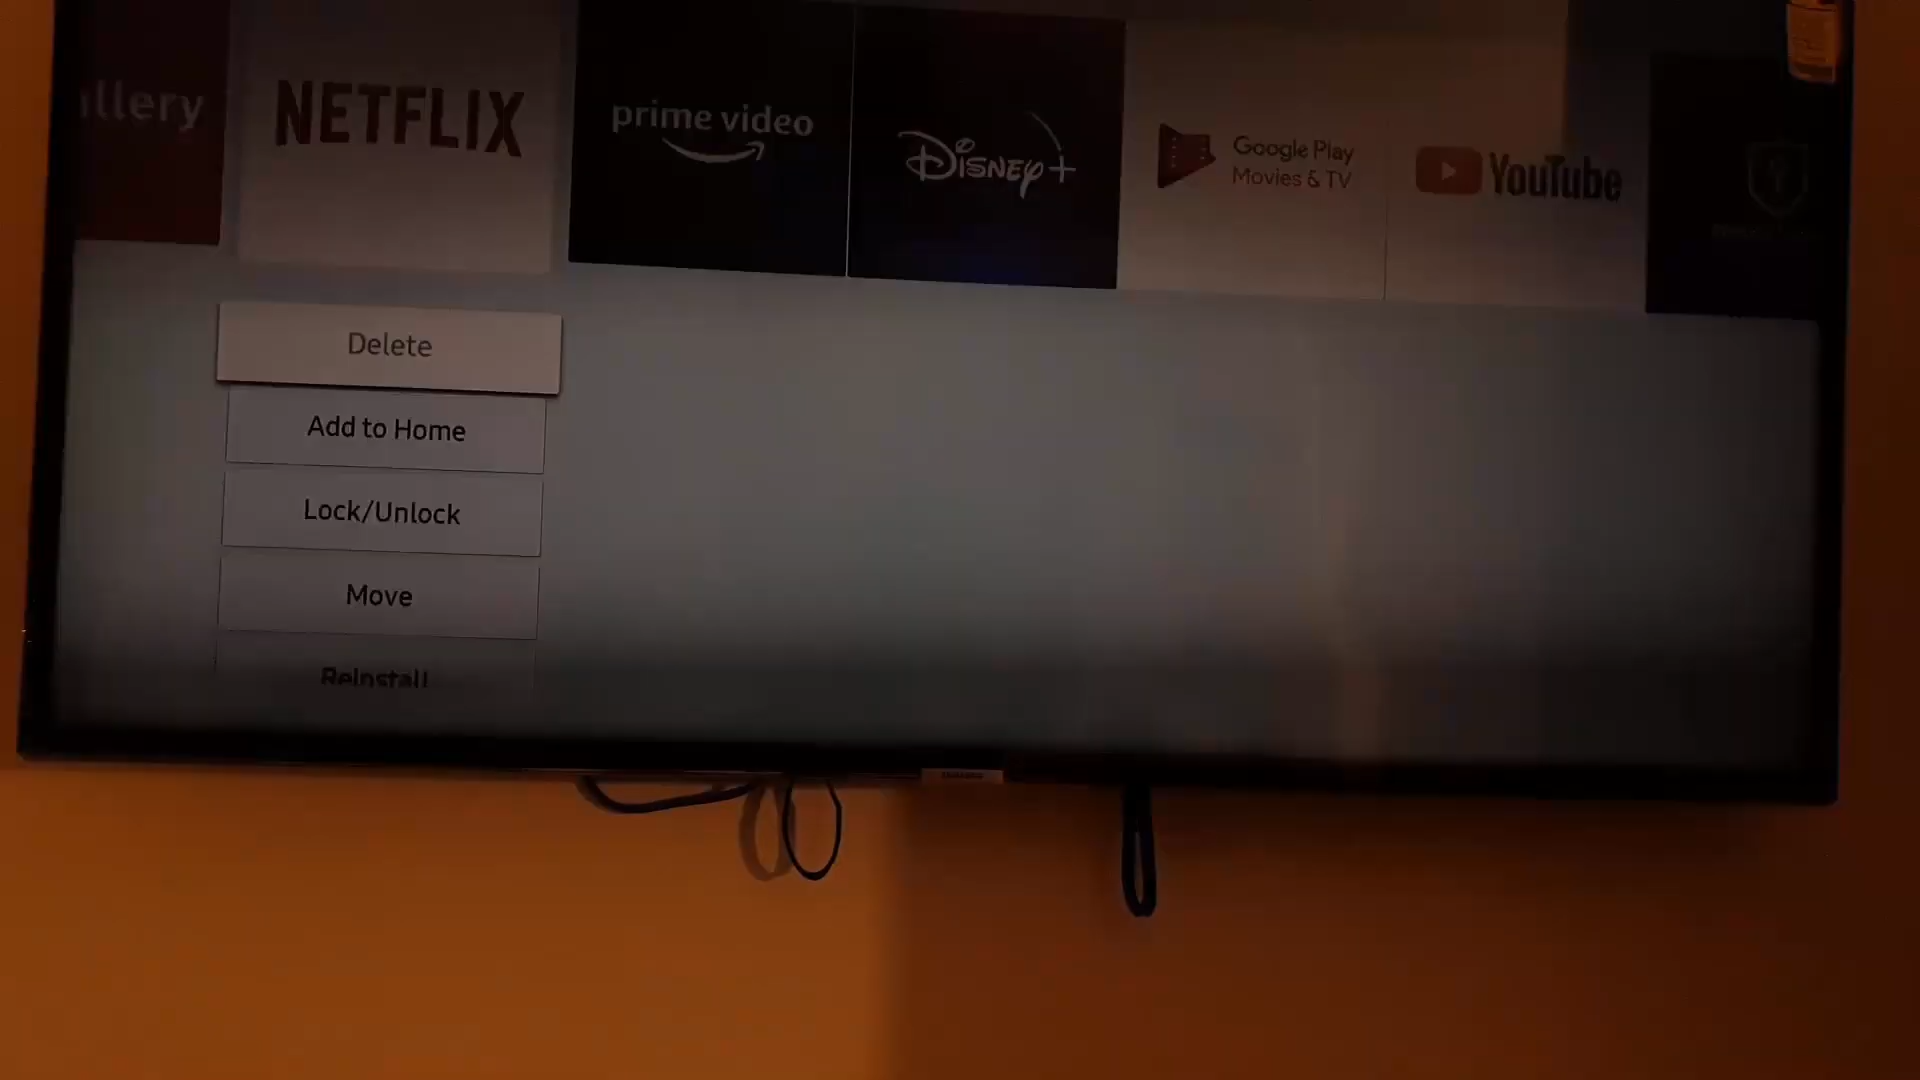 llery
NETFLIX
prime video
Disney+
Google Play
Movies & TV
YouTube
Delete
Add to Home
Lock/Unlock
Move
Reinstall